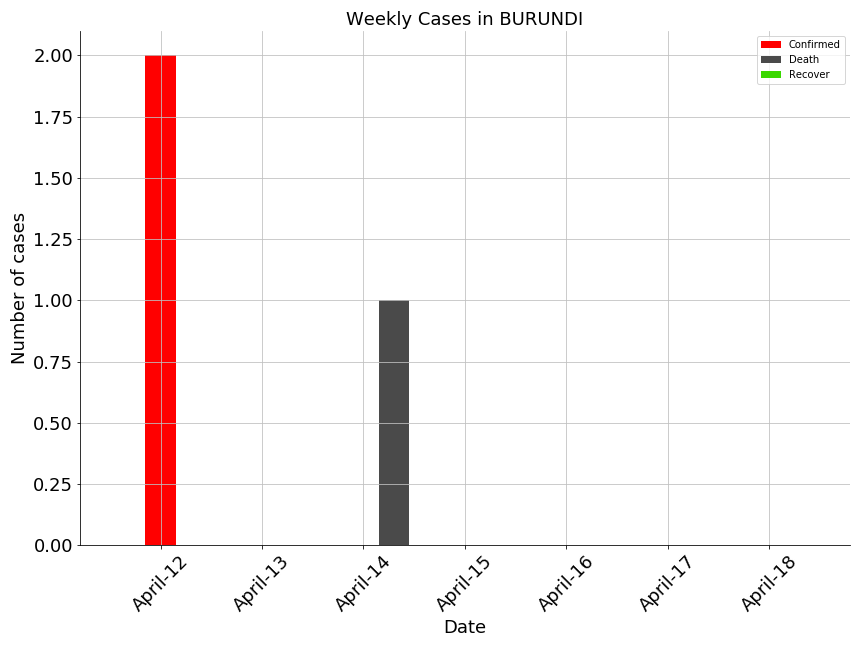 Weekly Cases in BURUNDI
Confirmed
Death
Recover
Number of cases
2.00
1.75
1.50
1.25
1.00
0.75
0.50
0.25
0.00
April-12
April-13
April-14
April-15
April-16
April-17
April-18
Date